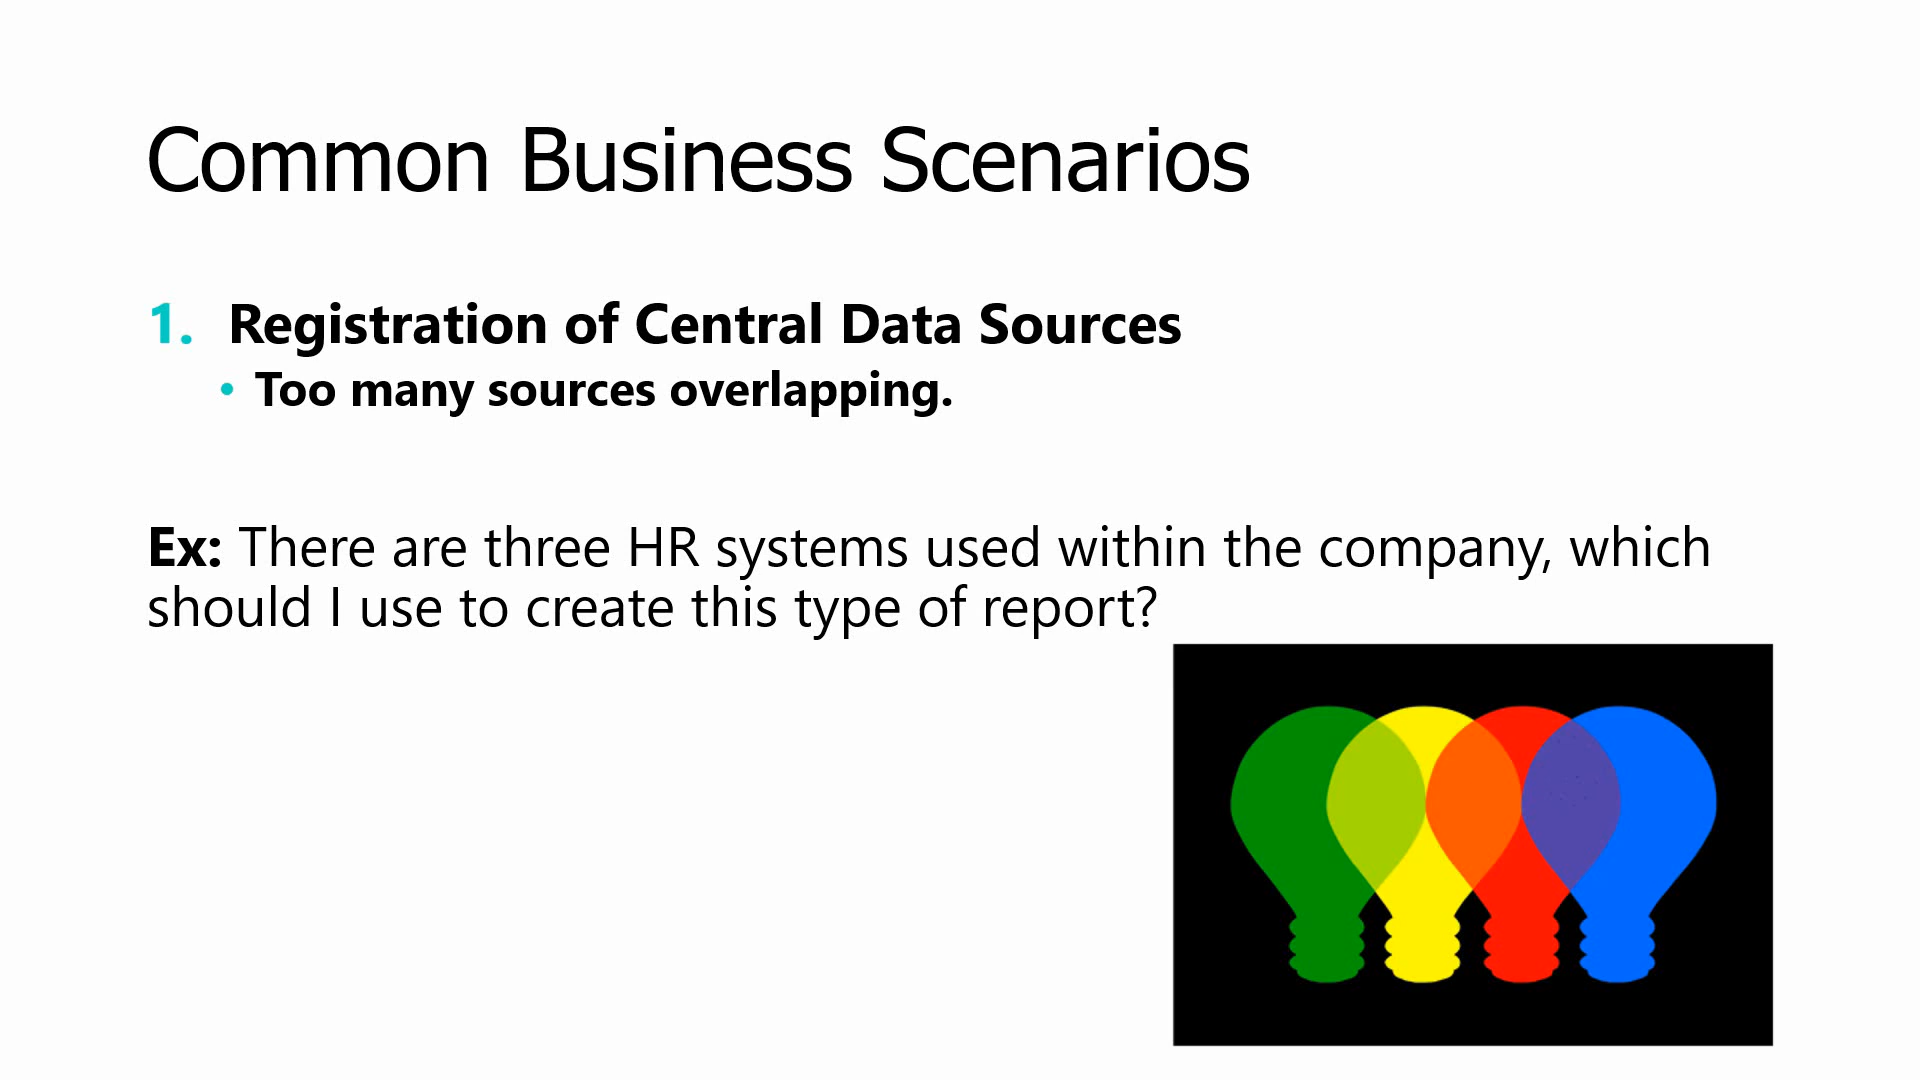 Common Business Scenarios
1. Registration of Central Data Sources
• Too many sources overlapping.
Ex: There are three HR systems used within the company, which
should I use to create this type of report?